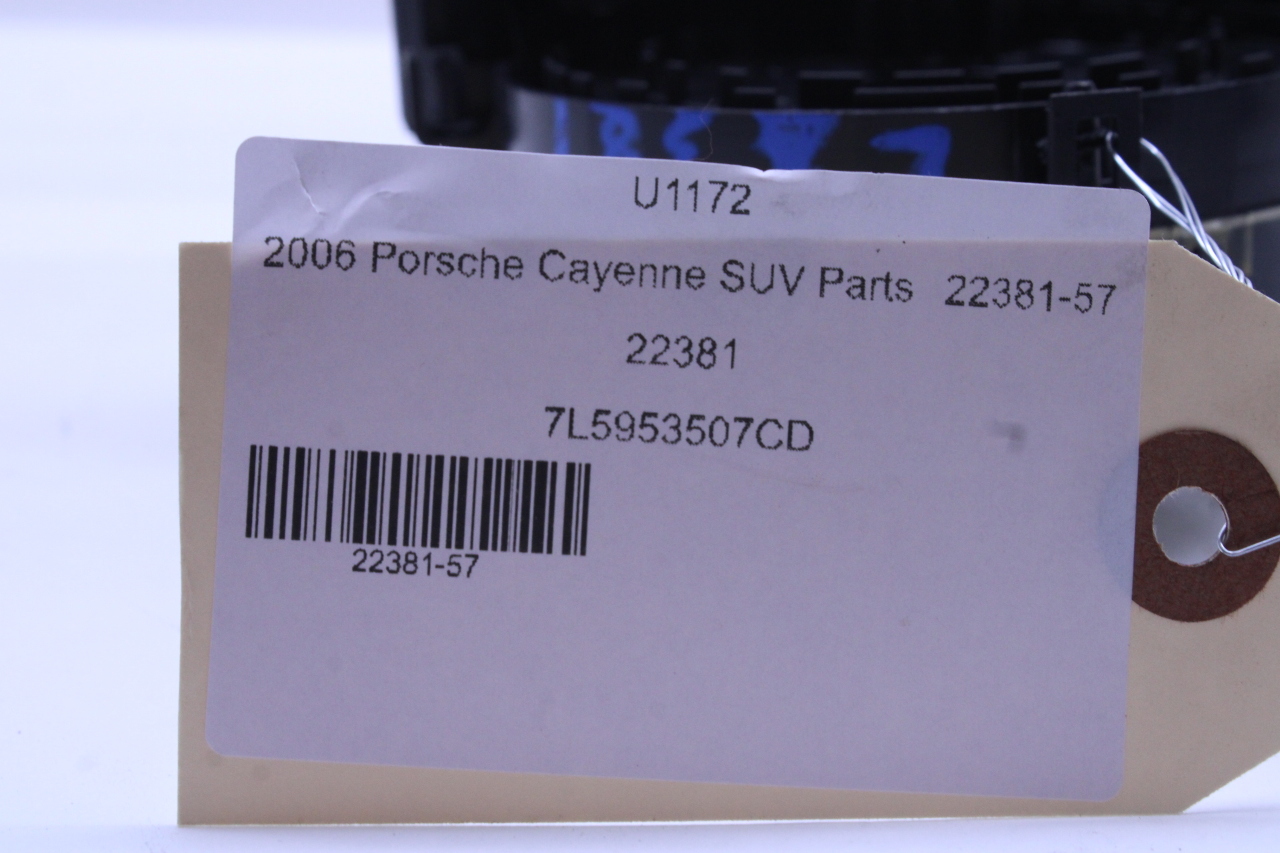 U1172
2006 Porsche Cayenne SUV Parts 22381-57
22381
7L5953507CD
22381-57